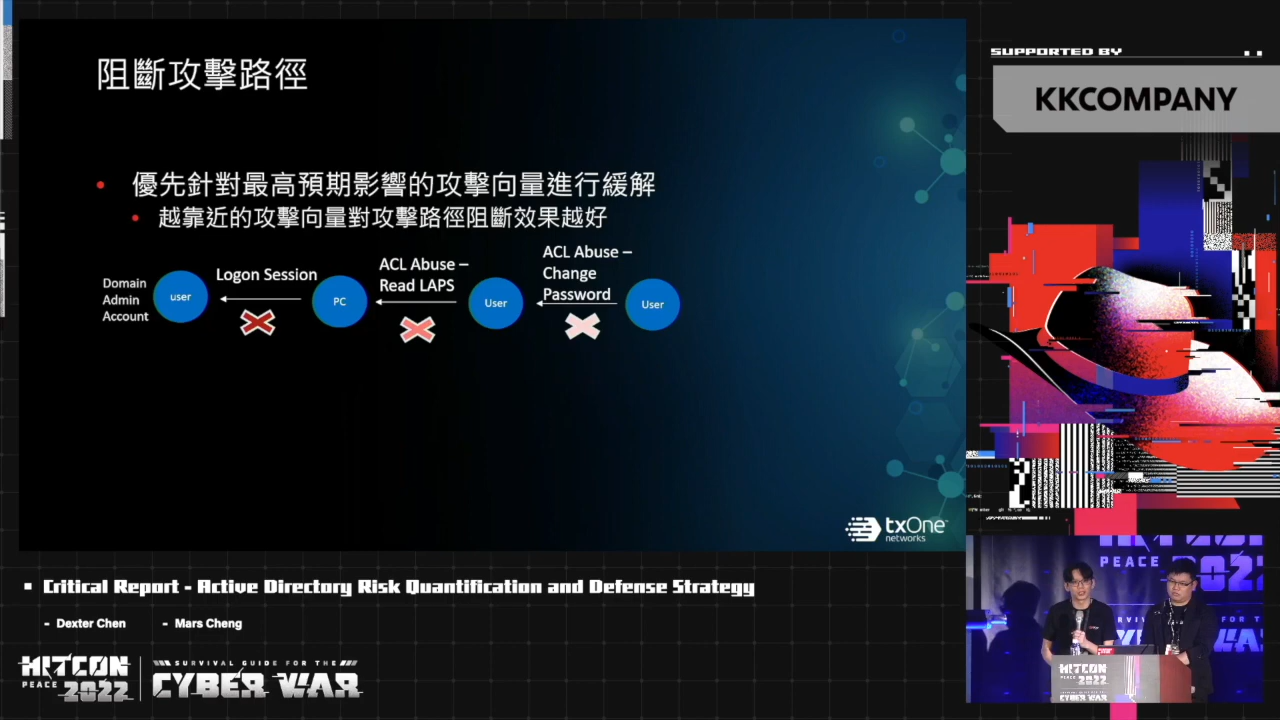 阻斷攻擊路徑
優先針對最高預期影響的攻擊向量進行緩解
越靠近的攻擊向量對攻擊路徑阻斷效果越好
Domain
Admin
Account
user
Logon Session
PC
ACL Abuse –
Read LAPS
User
ACL Abuse –
Change
Password
User
txOne
networks
SUPPORTED BY
KKCOMPANY
Critical Report - Active Directory Risk Quantification and Defense Strategy
- Dexter Chen
- Mars Cheng
HITCON
PEACE 2022
SURVIVAL GUIDE FOR THE
CYBER WAR
PEACE
HITCON